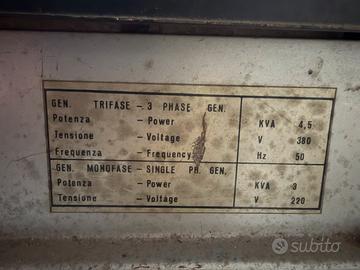 GEN. TRIFASE - 3 PHASE GEN.
Potenza - Power KVA 4,5
Tensione - Voltage V 380
Frequenza - Frequency Hz 50
GEN. MONOFASE - SINGLE PH. GEN.
Potenza - Power KVA 3
Tensione - Voltage V 220
subito